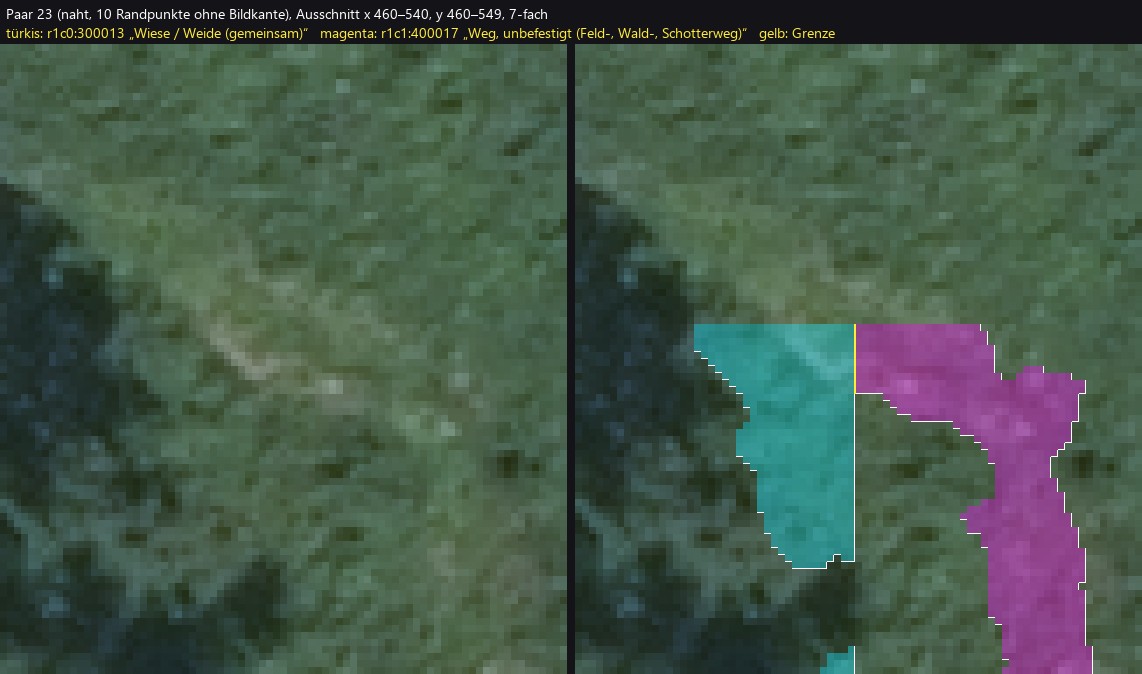 Paar 23 (naht, 10 Randpunkte ohne Bildkante), Ausschnitt x 460–540, y 460–549, 7-fach
türkis: r1c0:300013 „Wiese / Weide (gemeinsam)“ magenta: r1c1:400017 „Weg, unbefestigt (Feld-, Wald-, Schotterweg)“ gelb: Grenze